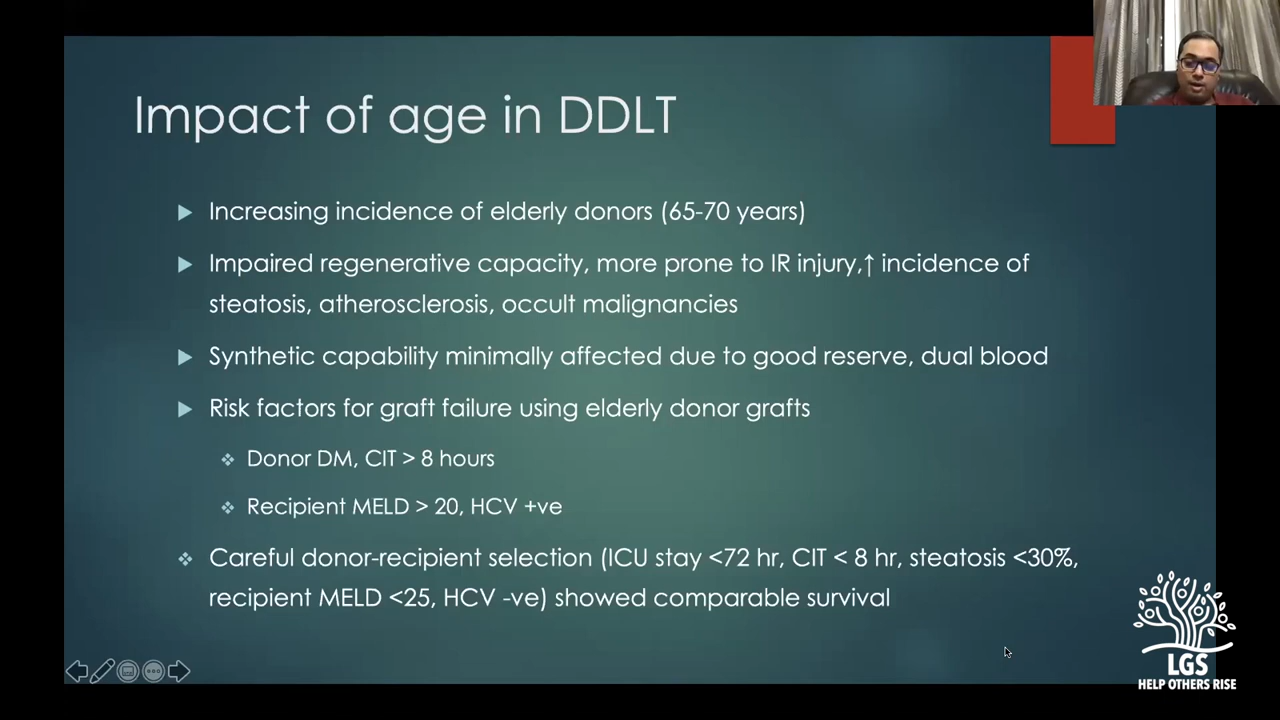 Impact of age in DDLT
Increasing incidence of elderly donors (65-70 years)
Impaired regenerative capacity, more prone to IR injury,↑ incidence of
steatosis, atherosclerosis, occult malignancies
Synthetic capability minimally affected due to good reserve, dual blood
Risk factors for graft failure using elderly donor grafts
Donor DM, CIT > 8 hours
Recipient MELD > 20, HCV +ve
Careful donor-recipient selection (ICU stay <72 hr, CIT < 8 hr, steatosis <30%,
recipient MELD <25, HCV -ve) showed comparable survival
LGS
HELP OTHERS RISE